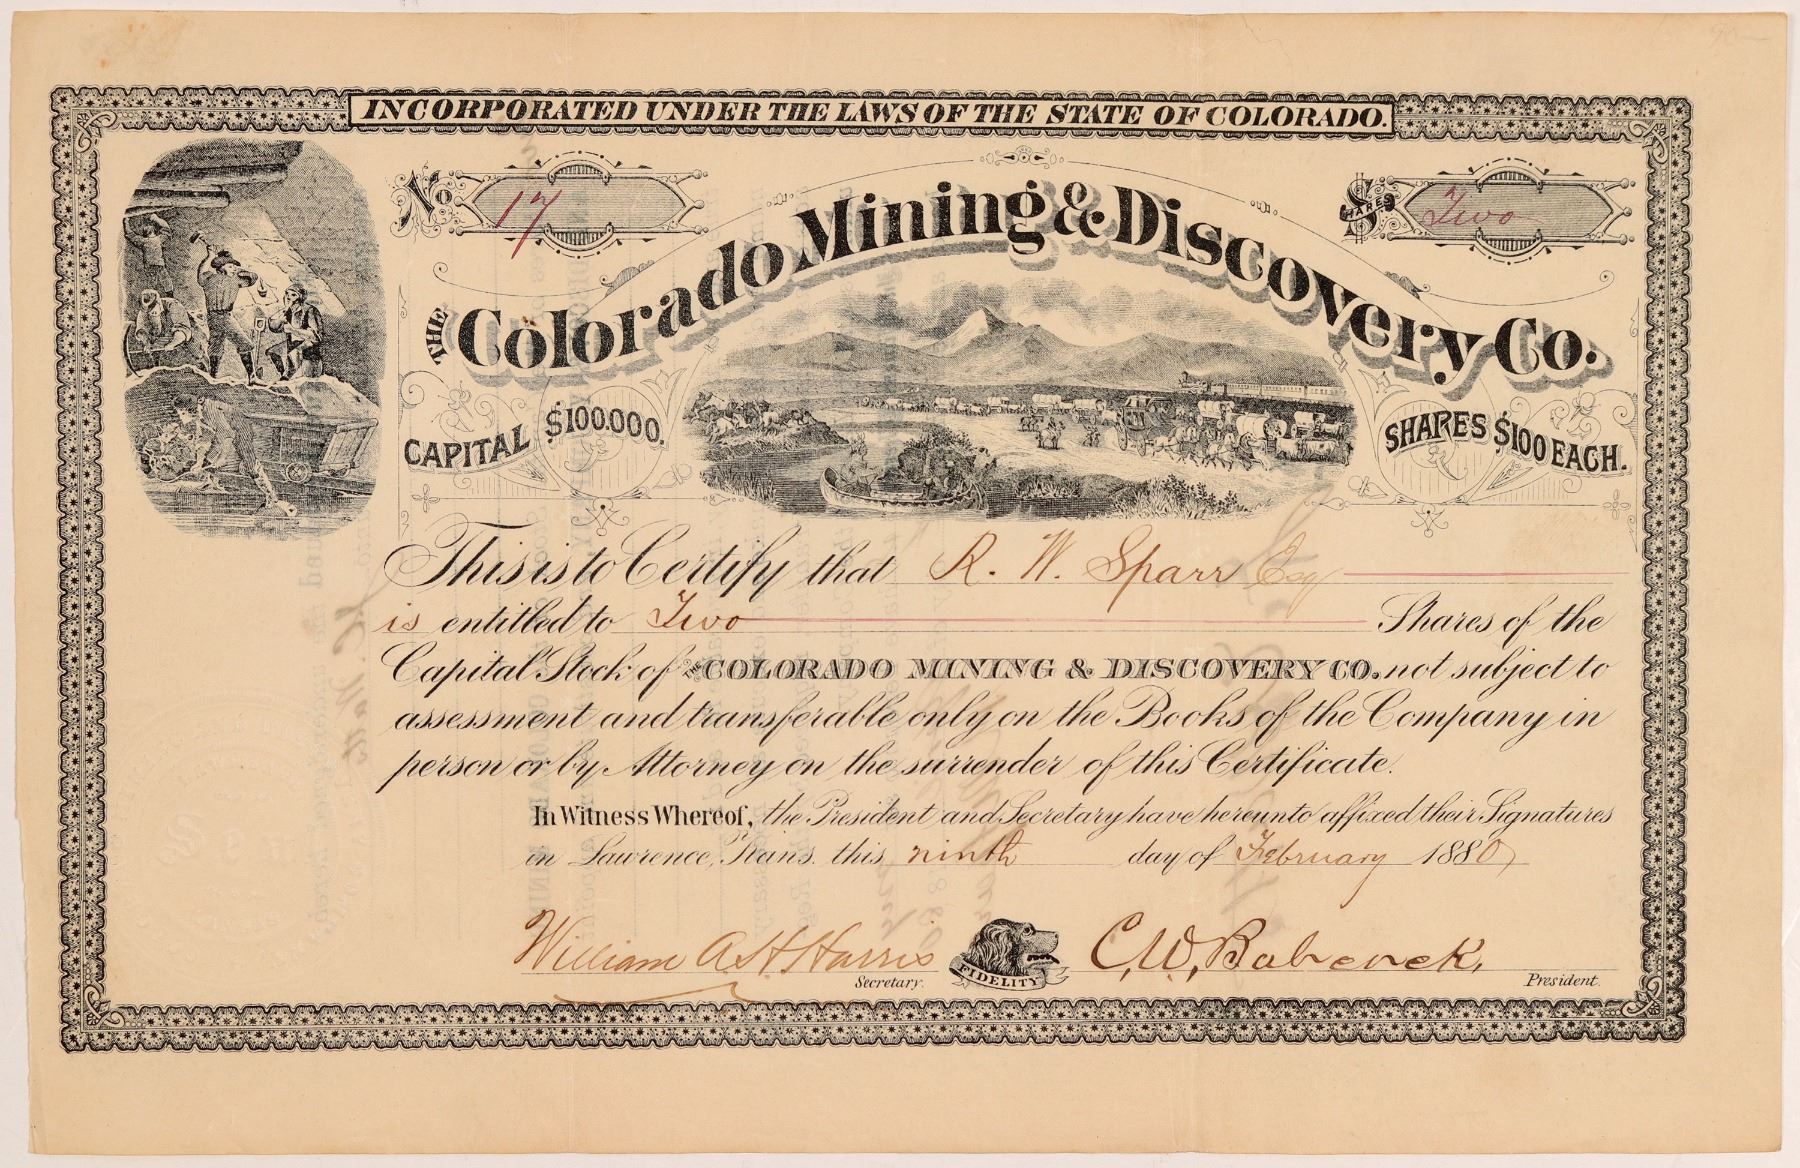 INCORPORATED UNDER THE LAWS OF THE STATE OF COLORADO.
No 17
SHARES Two
THE Colorado Mining & Discovery Co.
CAPITAL $100.000.
SHARES $100 EACH.
This is to Certify that R. W. Sparr Esq
is entitled to Two Shares of the
Capital Stock of THE COLORADO MINING & DISCOVERY CO. not subject to
assessment and transferable only on the Books of the Company in
person or by Attorney on the surrender of this Certificate.
In Witness Whereof, the President and Secretary have hereunto affixed their Signatures
in Lawrence, Kans. this ninth day of February 1880,
William A H Harris
Secretary.
FIDELITY
C. W. Babcock.
President.